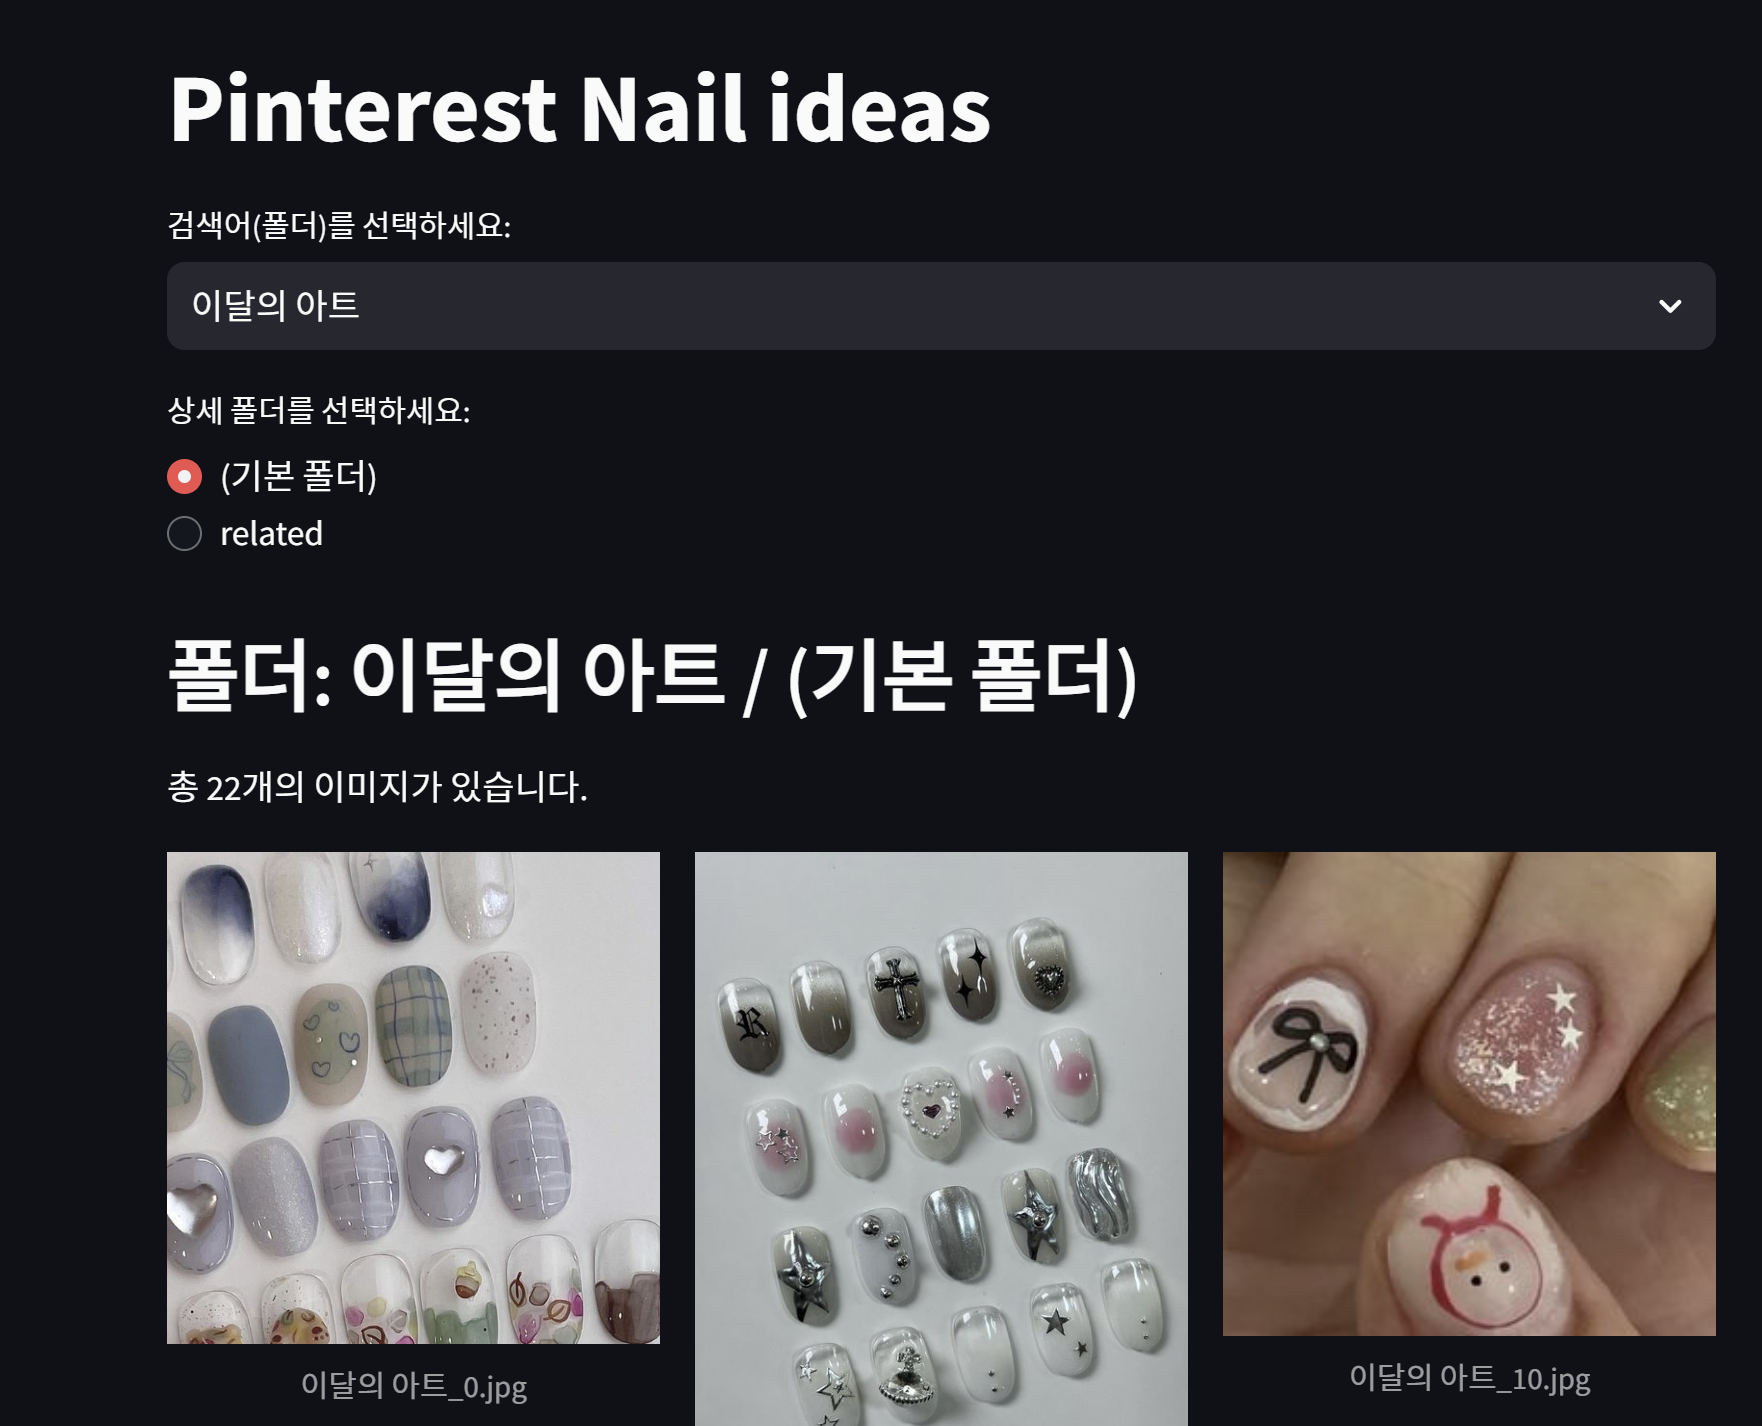 Pinterest Nail ideas
검색어(폴더)를 선택하세요:
이달의 아트
상세 폴더를 선택하세요:
(기본 폴더)
related
폴더: 이달의 아트 / (기본 폴더)
총 22개의 이미지가 있습니다.
R
이달의 아트_0.jpg
이달의 아트_10.jpg